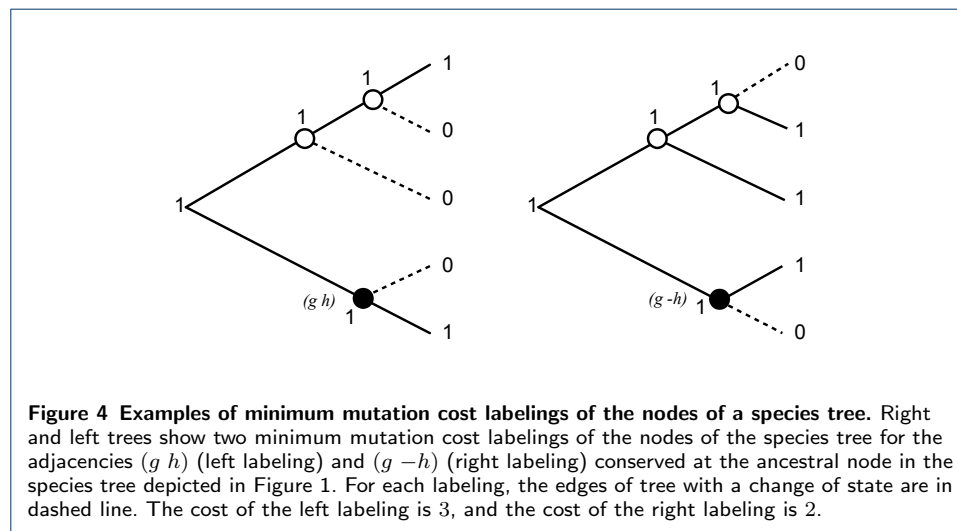 1
1
0
1
0
1
0
(g h)
1
1
0
1
1
1
1
1
1
(g -h)
1
0
Figure 4 Examples of minimum mutation cost labelings of the nodes of a species tree. Right
and left trees show two minimum mutation cost labelings of the nodes of the species tree for the
adjacencies (g h) (left labeling) and (g −h) (right labeling) conserved at the ancestral node in the
species tree depicted in Figure 1. For each labeling, the edges of tree with a change of state are in
dashed line. The cost of the left labeling is 3, and the cost of the right labeling is 2.